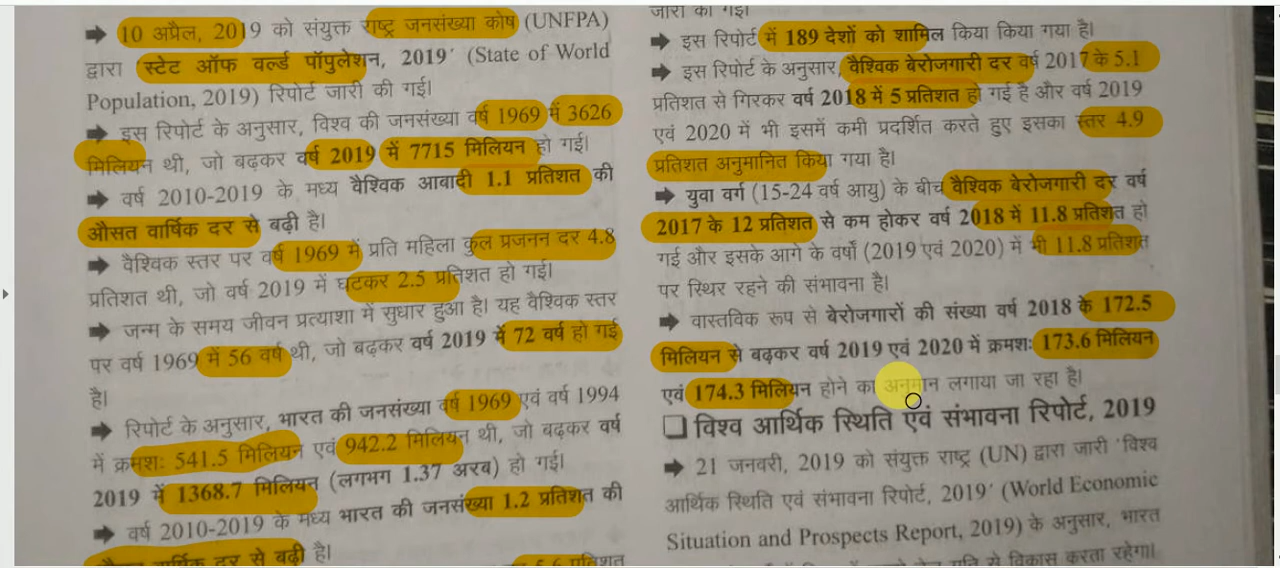 ➡ 10 अप्रैल, 2019 को संयुक्त राष्ट्र जनसंख्या कोष (UNFPA)
द्वारा 'स्टेट ऑफ वर्ल्ड पॉपुलेशन, 2019' (State of World
Population, 2019) रिपोर्ट जारी की गई।
➡ इस रिपोर्ट के अनुसार, विश्व की जनसंख्या वर्ष 1969 में 3626
मिलियन थी, जो बढ़कर वर्ष 2019 में 7715 मिलियन हो गई।
➡ वर्ष 2010-2019 के मध्य वैश्विक आबादी 1.1 प्रतिशत की
औसत वार्षिक दर से बढ़ी है।
➡ वैश्विक स्तर पर वर्ष 1969 में प्रति महिला कुल प्रजनन दर 4.8
प्रतिशत थी, जो वर्ष 2019 में घटकर 2.5 प्रतिशत हो गई।
➡ जन्म के समय जीवन प्रत्याशा में सुधार हुआ है। यह वैश्विक स्तर
पर वर्ष 1969 में 56 वर्ष थी, जो बढ़कर वर्ष 2019 में 72 वर्ष हो गई
है।
➡ रिपोर्ट के अनुसार, भारत की जनसंख्या वर्ष 1969 एवं वर्ष 1994
में क्रमशः 541.5 मिलियन एवं 942.2 मिलियन थी, जो बढ़कर वर्ष
2019 में 1368.7 मिलियन (लगभग 1.37 अरब) हो गई।
➡ वर्ष 2010-2019 के मध्य भारत की जनसंख्या 1.2 प्रतिशत की
औसत वार्षिक दर से बढ़ी है।
5.6 प्रतिशत
जारी की गई।
➡ इस रिपोर्ट में 189 देशों को शामिल किया किया गया है।
➡ इस रिपोर्ट के अनुसार, वैश्विक बेरोजगारी दर वर्ष 2017 के 5.1
प्रतिशत से गिरकर वर्ष 2018 में 5 प्रतिशत हो गई है और वर्ष 2019
एवं 2020 में भी इसमें कमी प्रदर्शित करते हुए इसका स्तर 4.9
प्रतिशत अनुमानित किया गया है।
➡ युवा वर्ग (15-24 वर्ष आयु) के बीच वैश्विक बेरोजगारी दर वर्ष
2017 के 12 प्रतिशत से कम होकर वर्ष 2018 में 11.8 प्रतिशत हो
गई और इसके आगे के वर्षों (2019 एवं 2020) में भी 11.8 प्रतिशत
पर स्थिर रहने की संभावना है।
➡ वास्तविक रूप से बेरोजगारों की संख्या वर्ष 2018 के 172.5
मिलियन से बढ़कर वर्ष 2019 एवं 2020 में क्रमशः 173.6 मिलियन
एवं 174.3 मिलियन होने का अनुमान लगाया जा रहा है।
❑ विश्व आर्थिक स्थिति एवं संभावना रिपोर्ट, 2019
➡ 21 जनवरी, 2019 को संयुक्त राष्ट्र (UN) द्वारा जारी 'विश्व
आर्थिक स्थिति एवं संभावना रिपोर्ट, 2019' (World Economic
Situation and Prospects Report, 2019) के अनुसार, भारत
गति से विकास करता रहेगा।